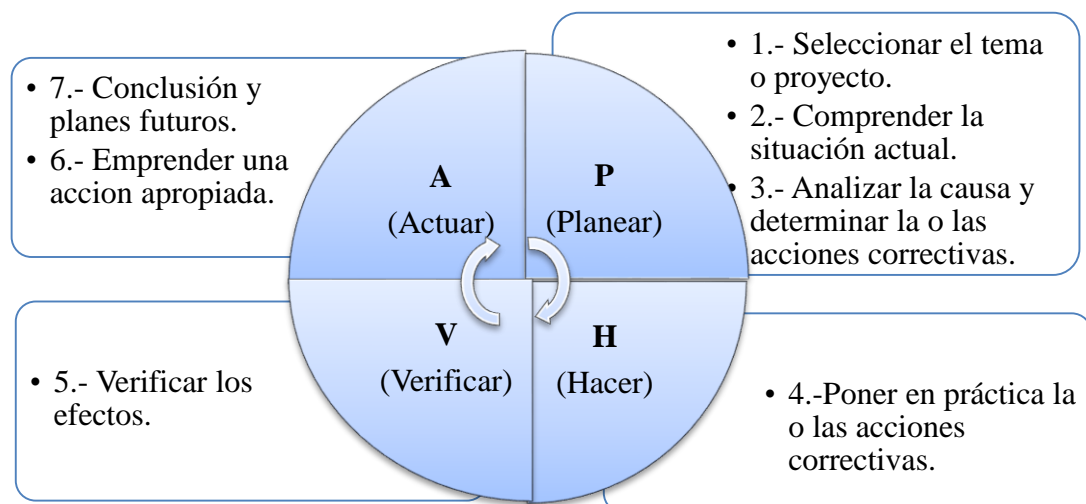 • 7.- Conclusión y
planes futuros.
• 6.- Emprender una
accion apropiada.
• 1.- Seleccionar el tema
o proyecto.
• 2.- Comprender la
situación actual.
• 3.- Analizar la causa y
determinar la o las
acciones correctivas.
A
(Actuar)
P
(Planear)
V
(Verificar)
H
(Hacer)
• 5.- Verificar los
efectos.
• 4.-Poner en práctica la
o las acciones
correctivas.